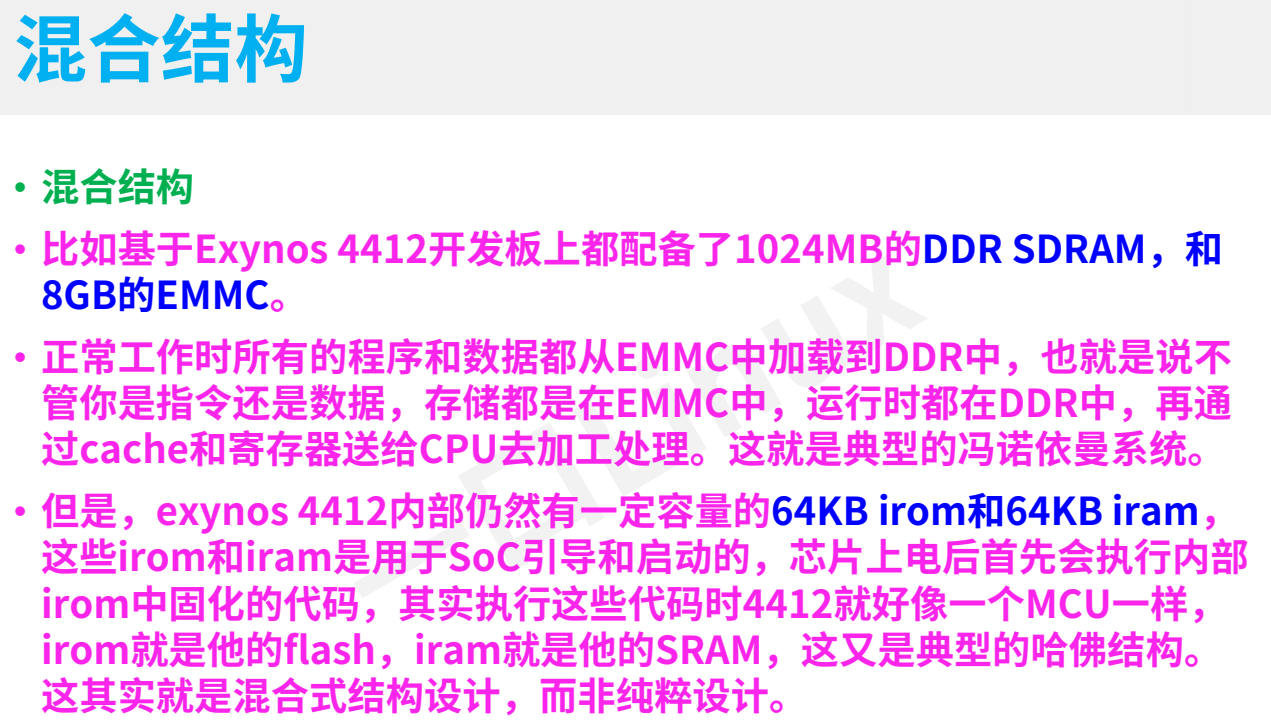 混合结构
• 混合结构
• 比如基于Exynos 4412开发板上都配备了1024MB的DDR SDRAM，和
8GB的EMMC。
• 正常工作时所有的程序和数据都从EMMC中加载到DDR中，也就是说不
管你是指令还是数据，存储都是在EMMC中，运行时都在DDR中，再通
过cache和寄存器送给CPU去加工处理。这就是典型的冯诺依曼系统。
• 但是，exynos 4412内部仍然有一定容量的64KB irom和64KB iram，
这些irom和iram是用于SoC引导和启动的，芯片上电后首先会执行内部
irom中固化的代码，其实执行这些代码时4412就好像一个MCU一样，
irom就是他的flash，iram就是他的SRAM，这又是典型的哈佛结构。
这其实就是混合式结构设计，而非纯粹设计。
一口Linux